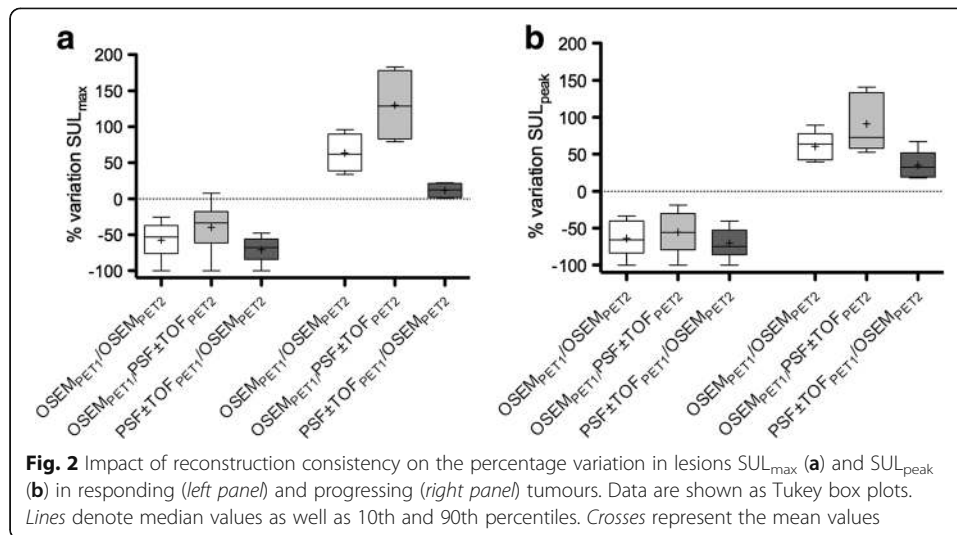 a
b
% variation SULmax
200
150
100
50
0
-50
-100
OSEMPET1/OSEMPET2
OSEMPET1/PSF±TOFPET2
PSF±TOFPET1/OSEMPET2
OSEMPET1/OSEMPET2
OSEMPET1/PSF±TOFPET2
PSF±TOFPET1/OSEMPET2
% variation SULpeak
200
150
100
50
0
-50
-100
OSEMPET1/OSEMPET2
OSEMPET1/PSF±TOFPET2
PSF±TOFPET1/OSEMPET2
OSEMPET1/OSEMPET2
OSEMPET1/PSF±TOFPET2
PSF±TOFPET1/OSEMPET2
Fig. 2 Impact of reconstruction consistency on the percentage variation in lesions SULmax (a) and SULpeak
(b) in responding (left panel) and progressing (right panel) tumours. Data are shown as Tukey box plots.
Lines denote median values as well as 10th and 90th percentiles. Crosses represent the mean values